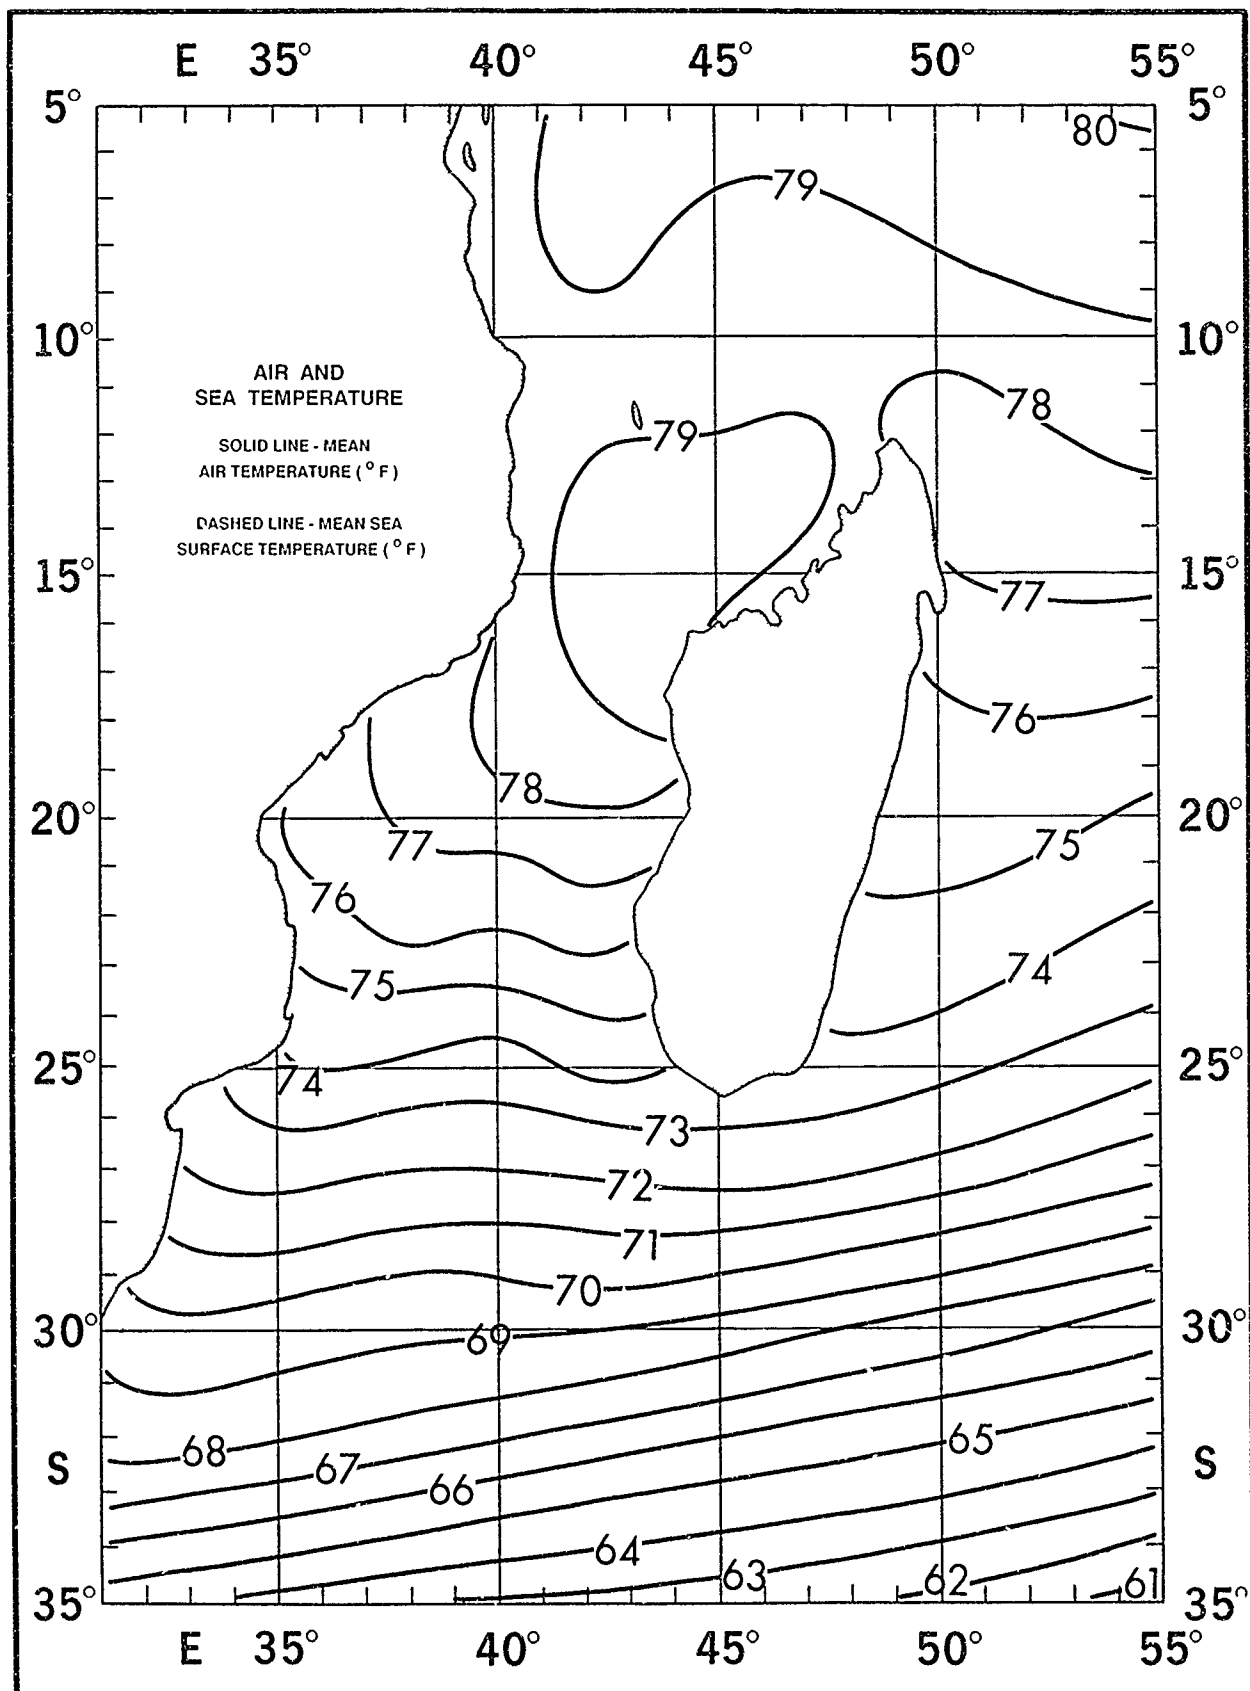 E 35° 40° 45° 50° 55°
5° 5°
80
79
10° 10°
AIR AND
SEA TEMPERATURE
78
79
SOLID LINE - MEAN
AIR TEMPERATURE (°F)
DASHED LINE - MEAN SEA
SURFACE TEMPERATURE (°F)
15° 15°
77
76
78
20° 20°
77 75
76
74
75
25° 25°
74
73
72
71
70
30° 30°
69
65
68
S 67 S
66
64
63 62 61
35° 35°
E 35° 40° 45° 50° 55°